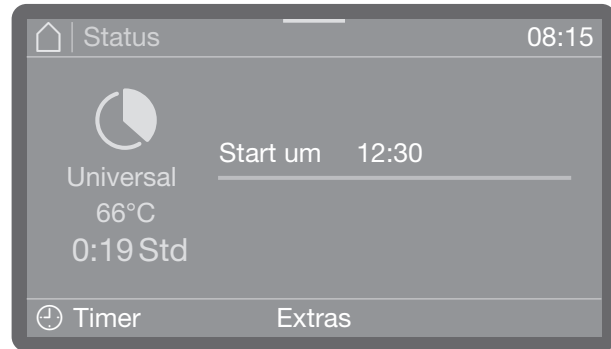 Status 08:15
Start um 12:30
Universal
66°C
0:19 Std
Timer Extras